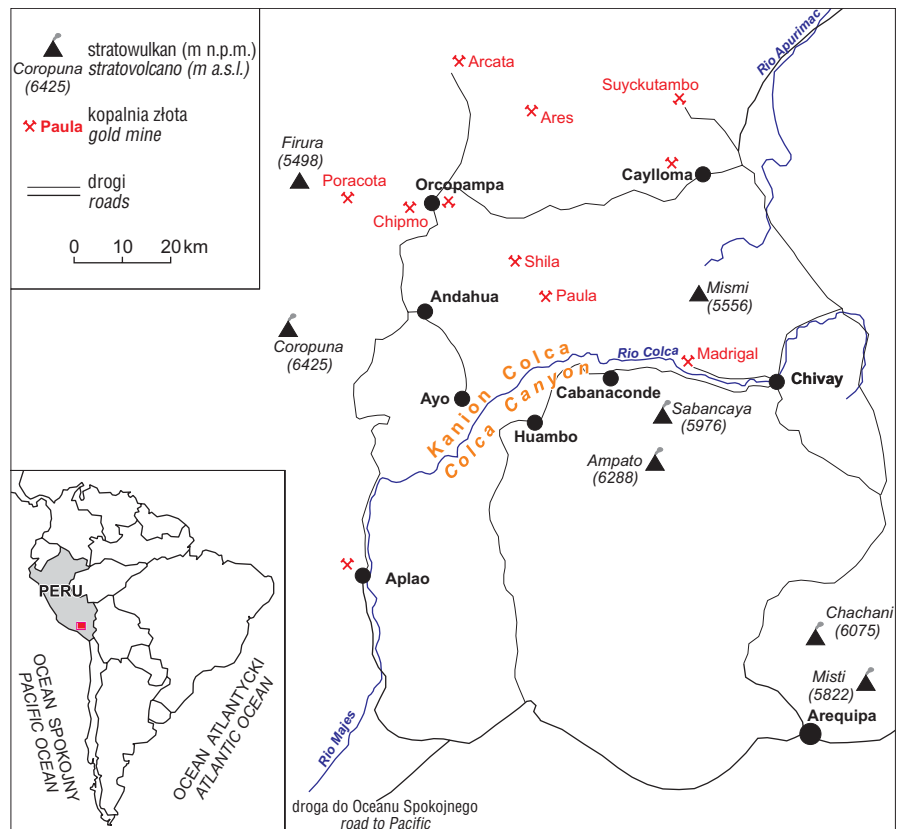 stratowulkan (m n.p.m.)
stratovolcano (m a.s.l.)
Coropuna
(6425)
Paula
kopalnia złota
gold mine
drogi
roads
0 10 20 km
Arcata
Suyckutambo
Ares
Rio Apurimac
Firura
(5498)
Poracota
Orcopampa
Chipmo
Caylloma
Shila
Paula
Mismi
(5556)
Andahua
Coropuna
(6425)
Rio Colca
Madrigal
Kanion Colca
Colca Canyon
Chivay
Ayo
Cabanaconde
Huambo
Sabancaya
(5976)
Ampato
(6288)
Aplao
Chachani
(6075)
Misti
(5822)
Arequipa
Rio Majes
droga do Oceanu Spokojnego
road to Pacific
PERU
OCEAN SPOKOJNY
PACIFIC OCEAN
OCEAN ATLANTYCKI
ATLANTIC OCEAN